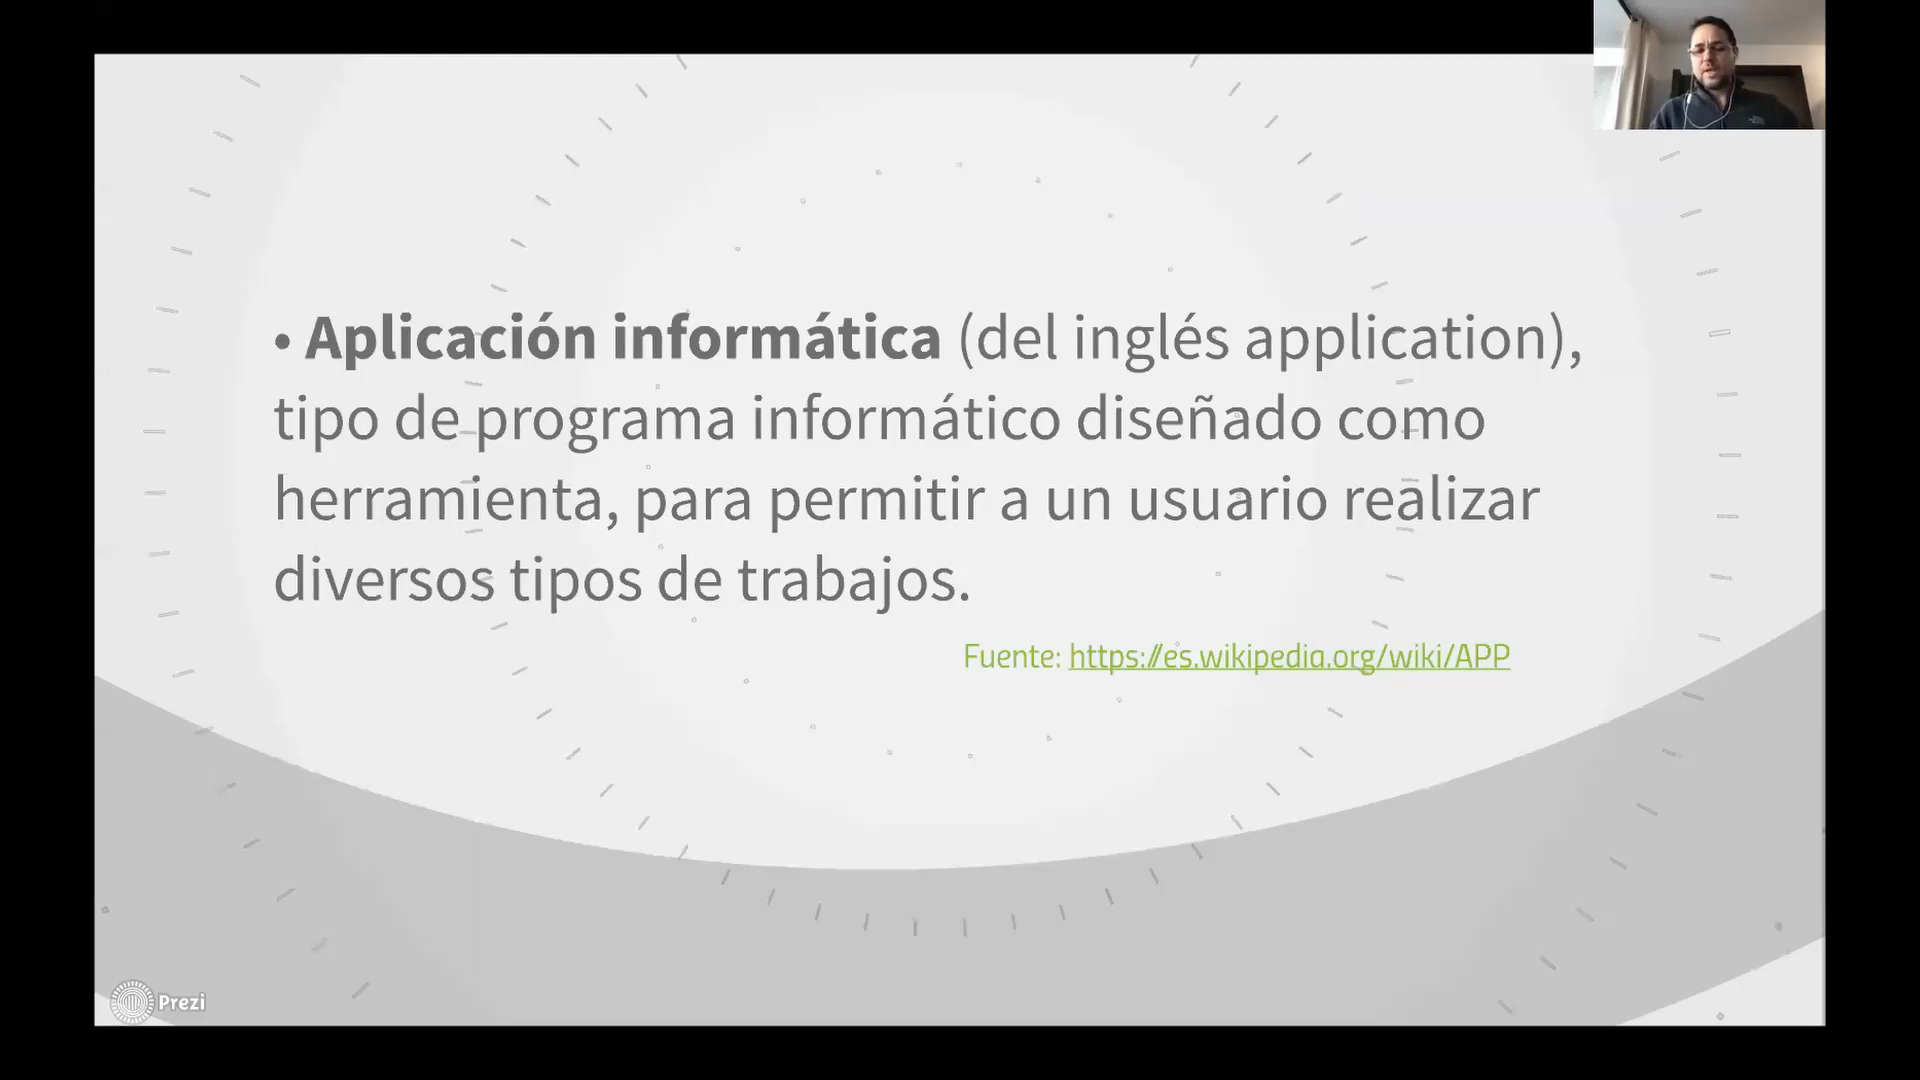 • Aplicación informática (del inglés application),
tipo de programa informático diseñado como
herramienta, para permitir a un usuario realizar
diversos tipos de trabajos.
Fuente: https://es.wikipedia.org/wiki/APP
Prezi